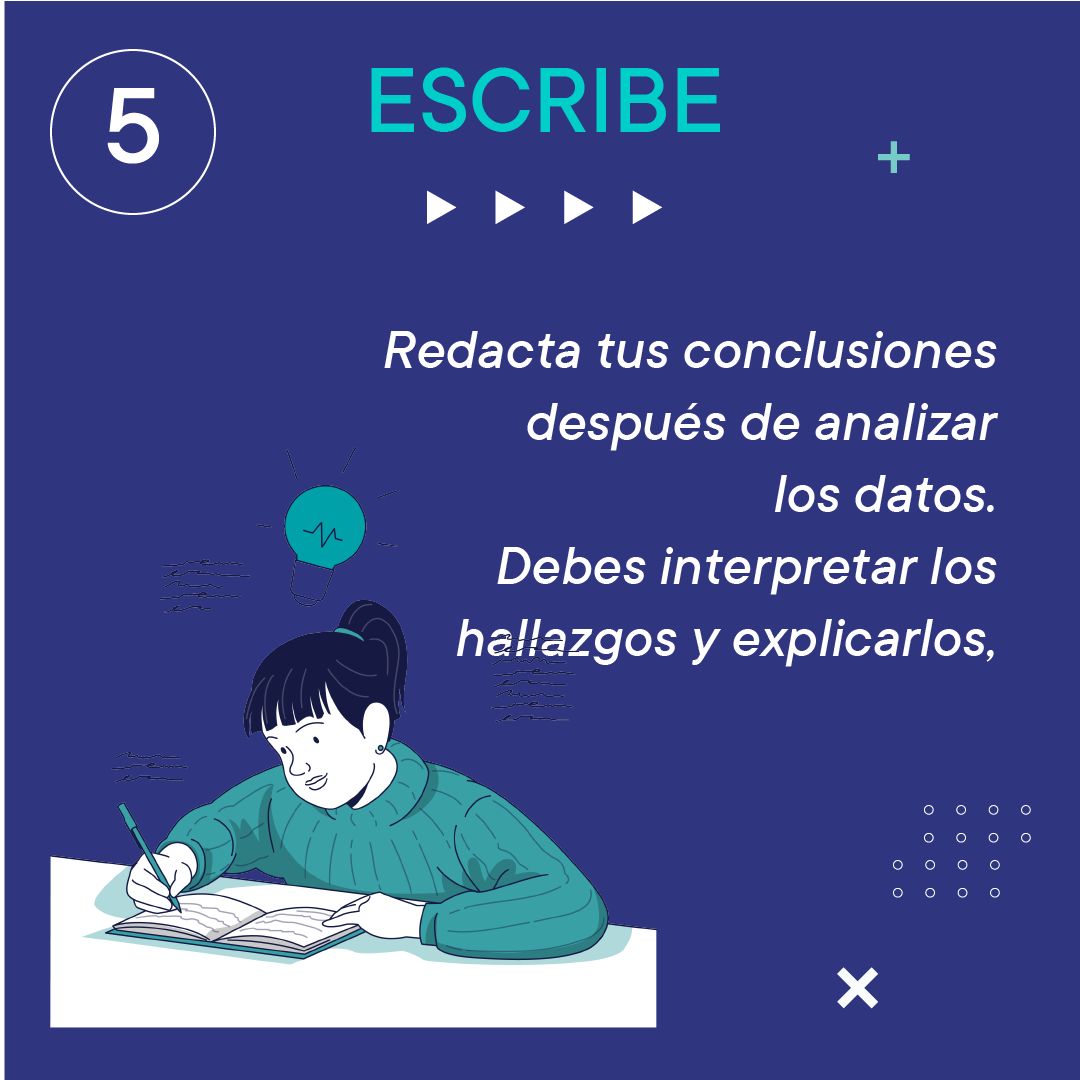 5
ESCRIBE
Redacta tus conclusiones
después de analizar
los datos.
Debes interpretar los
hallazgos y explicarlos,